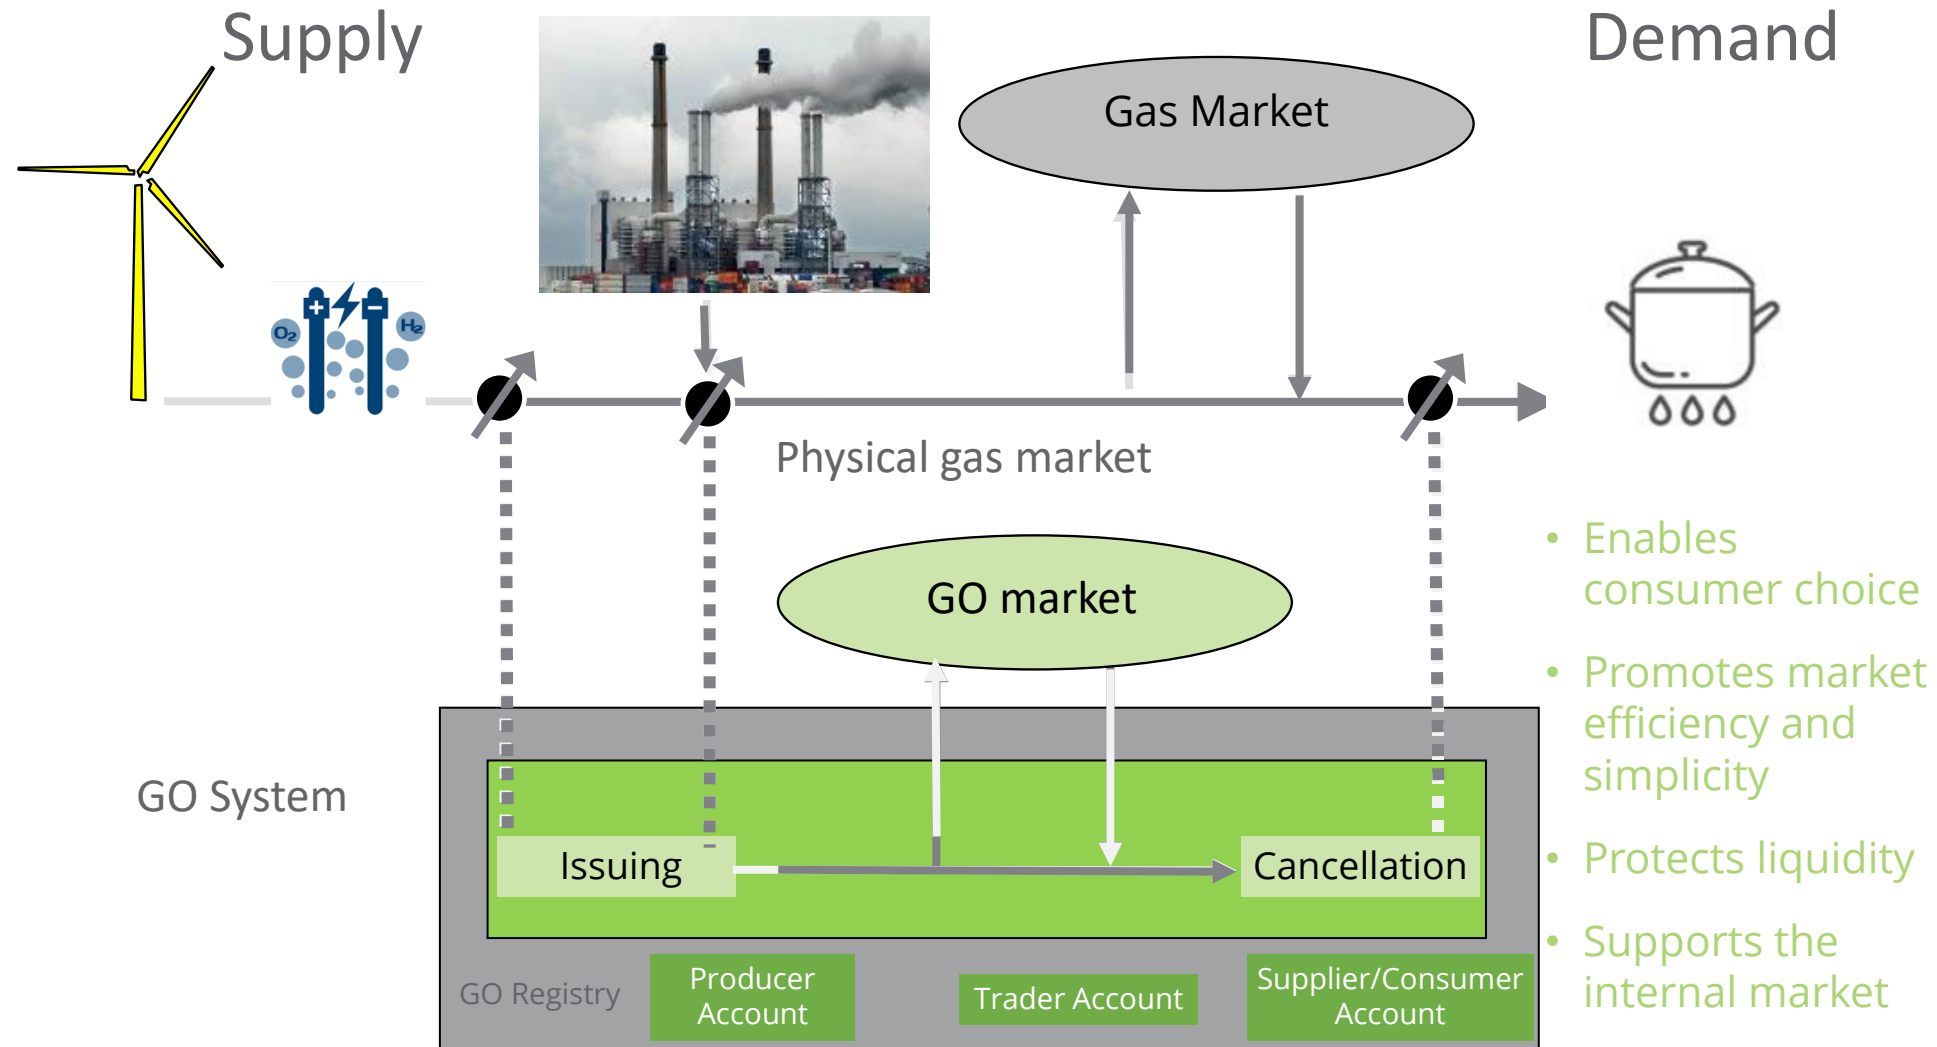 Supply
Demand
Gas Market
+
−
O₂
H₂
Physical gas market
GO market
• Enables
consumer choice
• Promotes market
efficiency and
simplicity
• Protects liquidity
• Supports the
internal market
GO System
Issuing
Cancellation
GO Registry
Producer
Account
Trader Account
Supplier/Consumer
Account